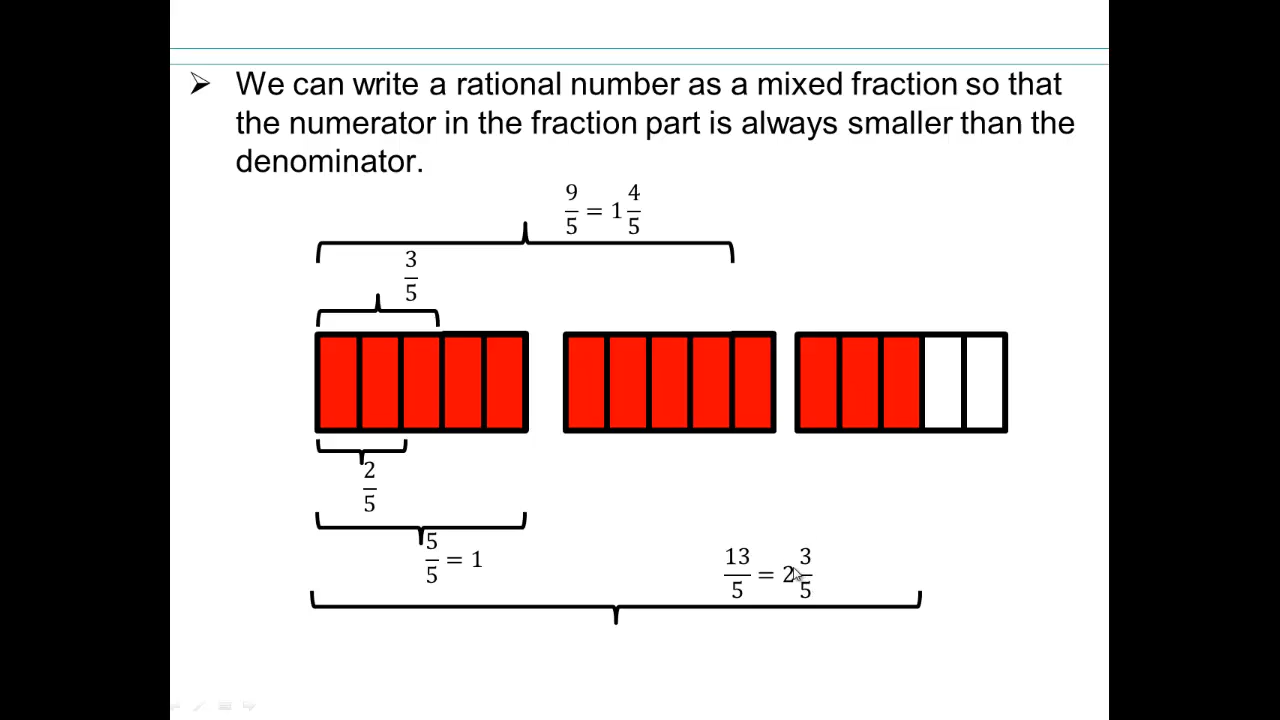 ➢ We can write a rational number as a mixed fraction so that
the numerator in the fraction part is always smaller than the
denominator.
9/5 = 1 4/5
3/5
2/5
5/5 = 1
13/5 = 2 3/5